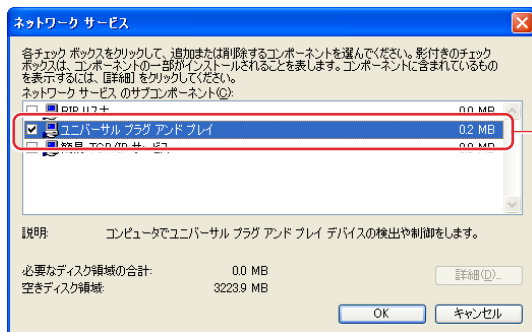 ネットワーク サービス
各チェック ボックスをクリックして、追加または削除するコンポーネントを選んでください。影付きのチェック
ボックスは、コンポーネントの一部がインストールされることを表します。コンポーネントに含まれているもの
を表示するには、[詳細] をクリックしてください。
ネットワーク サービス のサブコンポーネント(C):
RIP リスナ 0.0 MB
ユニバーサル プラグ アンド プレイ 0.2 MB
簡易 TCP/IP サービス 0.0 MB
説明: コンピュータでユニバーサル プラグ アンド プレイ デバイスの検出や制御をします。
必要なディスク領域の合計: 0.0 MB 詳細(D)...
空きディスク領域: 3223.9 MB
OK キャンセル